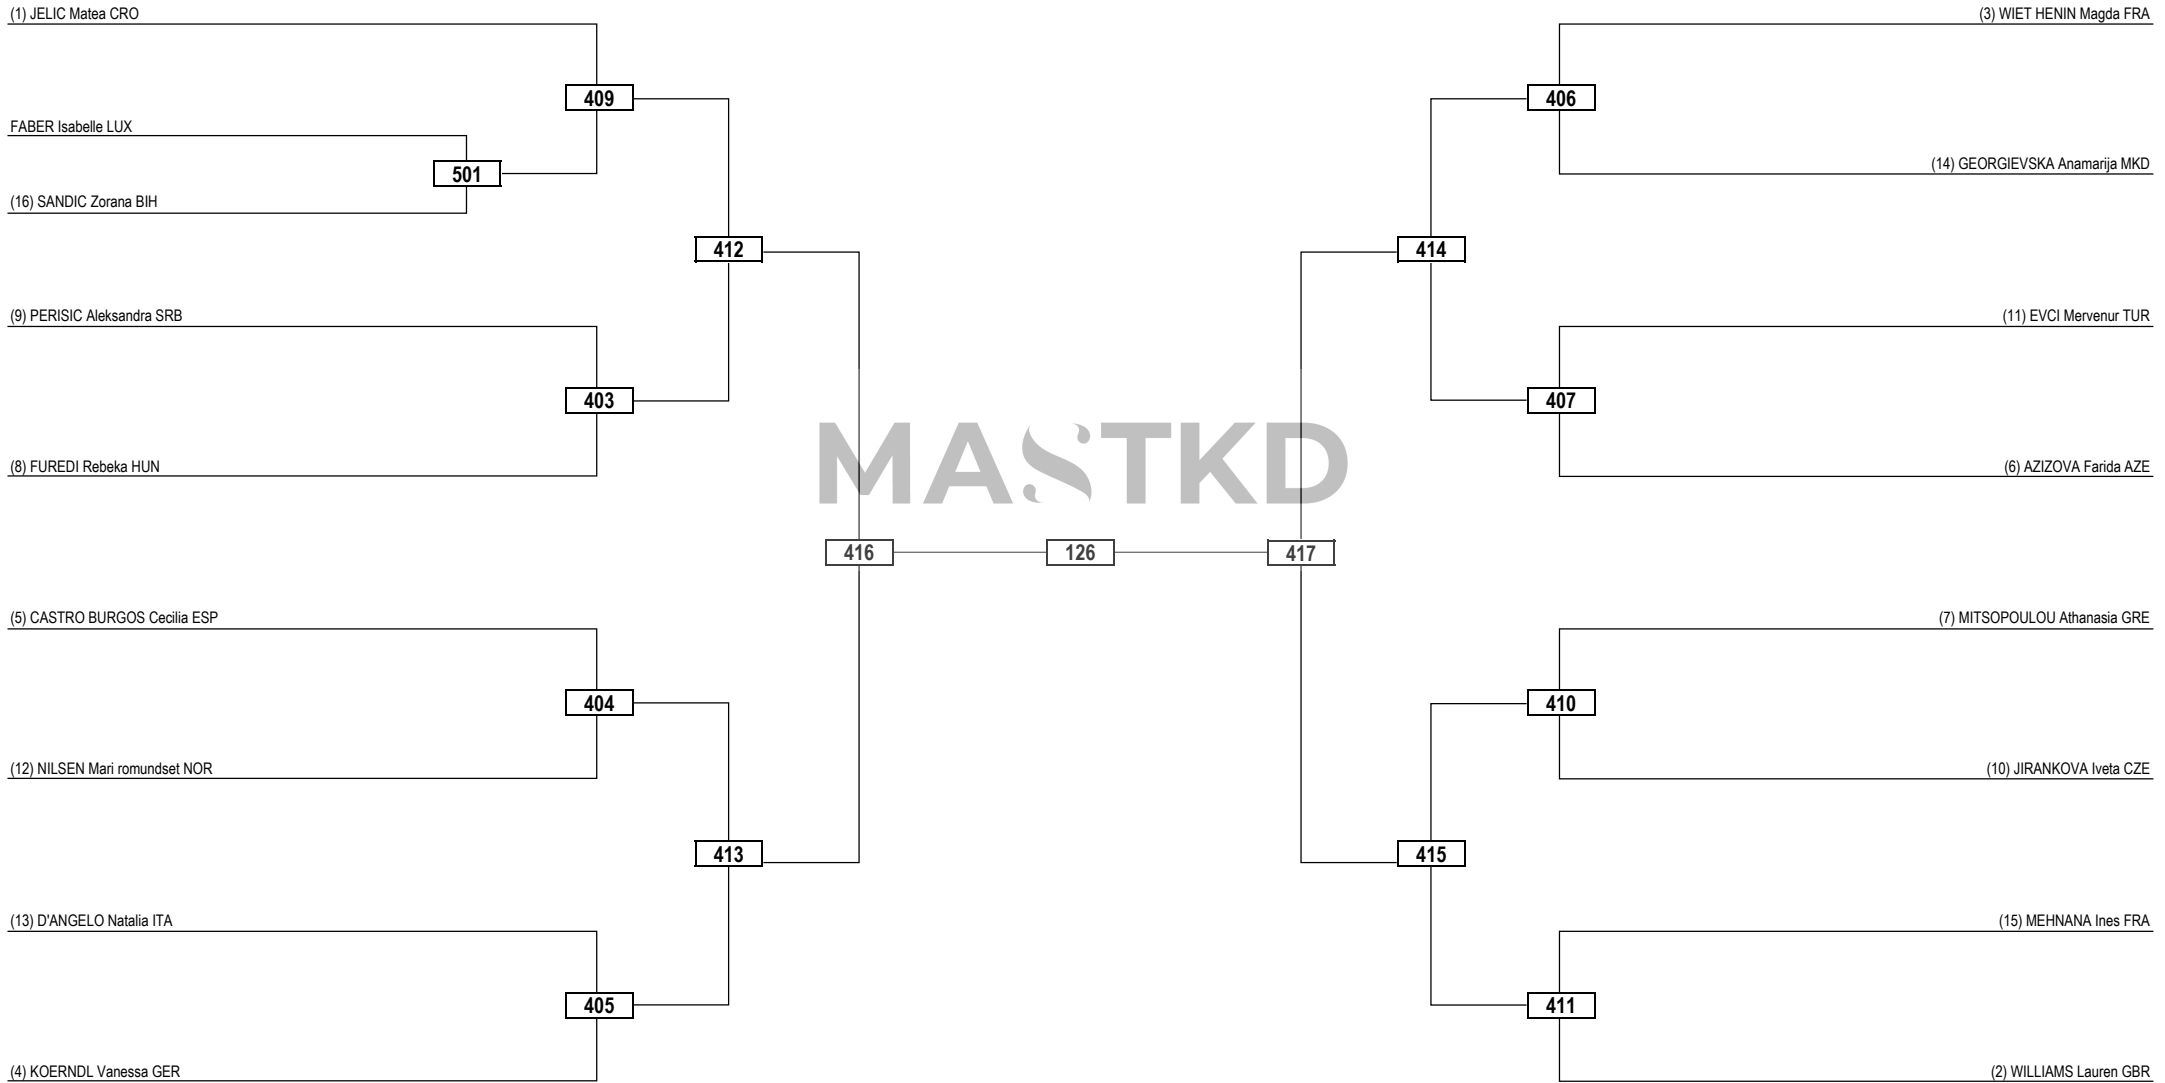 (1) JELIC Matea CRO
(3) WIET HENIN Magda FRA
409
406
FABER Isabelle LUX
501
(14) GEORGIEVSKA Anamarija MKD
(16) SANDIC Zorana BIH
412
414
(9) PERISIC Aleksandra SRB
(11) EVCI Mervenur TUR
403
407
MASTKD
(8) FUREDI Rebeka HUN
(6) AZIZOVA Farida AZE
416
126
417
(5) CASTRO BURGOS Cecilia ESP
(7) MITSOPOULOU Athanasia GRE
404
410
(12) NILSEN Mari romundset NOR
(10) JIRANKOVA Iveta CZE
413
415
(13) D'ANGELO Natalia ITA
(15) MEHNANA Ines FRA
405
411
(4) KOERNDL Vanessa GER
(2) WILLIAMS Lauren GBR